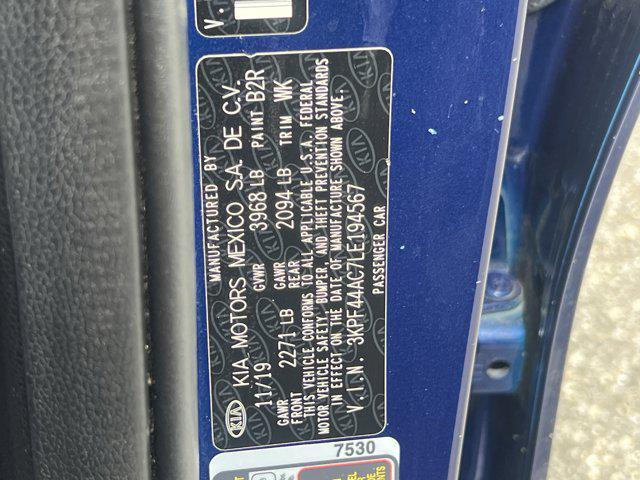 MANUFACTURED BY
KIA KIA MOTORS MEXICO S.A. DE C.V.
11/19 GVWR 3968 LB PAINT B2R
GAWR FRONT 2271 LB GAWR REAR 2094 LB TRIM WK
THIS VEHICLE CONFORMS TO ALL APPLICABLE U.S.A. FEDERAL
MOTOR VEHICLE SAFETY, BUMPER, AND THEFT PREVENTION STANDARDS
IN EFFECT ON THE DATE OF MANUFACTURE SHOWN ABOVE.
V.I.N. 3KPF44AC7LE194567
PASSENGER CAR
7530